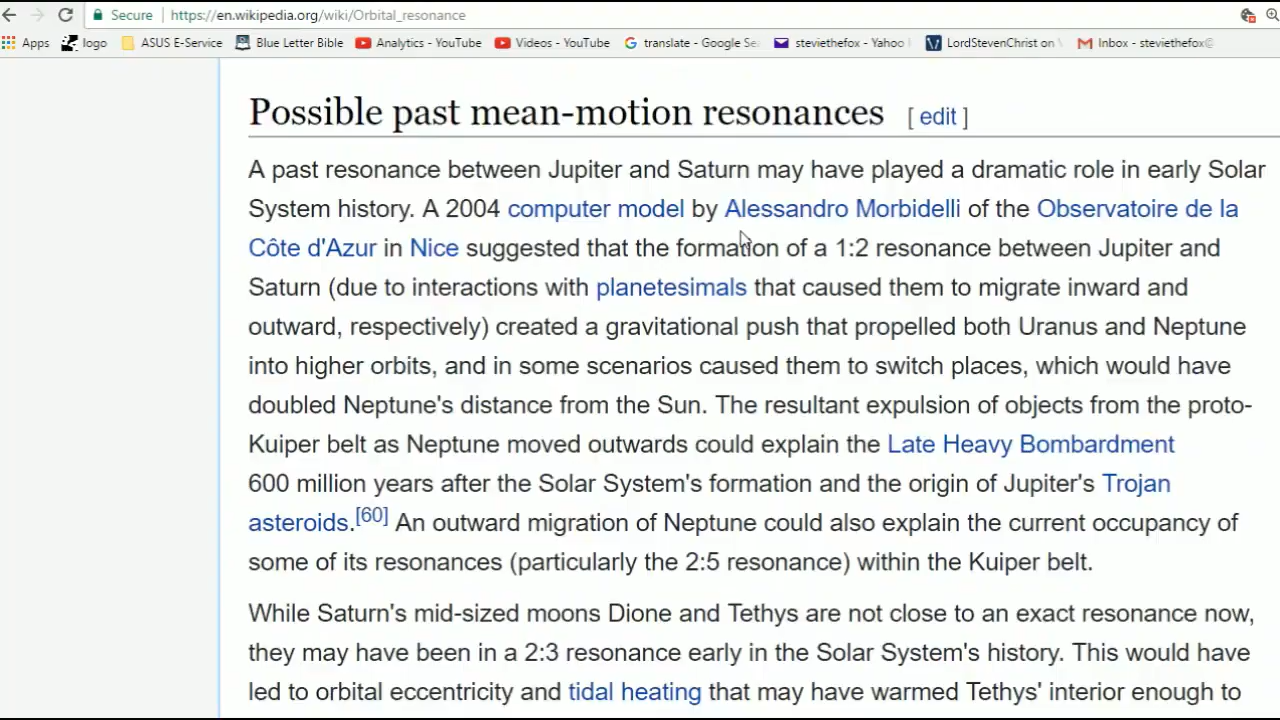 Secure https://en.wikipedia.org/wiki/Orbital_resonance
Apps logo ASUS E-Service Blue Letter Bible Analytics - YouTube Videos - YouTube translate - Google Se steviethefox - Yahoo LordStevenChrist on Inbox - steviethefox@
Possible past mean-motion resonances [ edit ]
A past resonance between Jupiter and Saturn may have played a dramatic role in early Solar
System history. A 2004 computer model by Alessandro Morbidelli of the Observatoire de la
Côte d'Azur in Nice suggested that the formation of a 1:2 resonance between Jupiter and
Saturn (due to interactions with planetesimals that caused them to migrate inward and
outward, respectively) created a gravitational push that propelled both Uranus and Neptune
into higher orbits, and in some scenarios caused them to switch places, which would have
doubled Neptune's distance from the Sun. The resultant expulsion of objects from the proto-
Kuiper belt as Neptune moved outwards could explain the Late Heavy Bombardment
600 million years after the Solar System's formation and the origin of Jupiter's Trojan
asteroids.[60] An outward migration of Neptune could also explain the current occupancy of
some of its resonances (particularly the 2:5 resonance) within the Kuiper belt.
While Saturn's mid-sized moons Dione and Tethys are not close to an exact resonance now,
they may have been in a 2:3 resonance early in the Solar System's history. This would have
led to orbital eccentricity and tidal heating that may have warmed Tethys' interior enough to